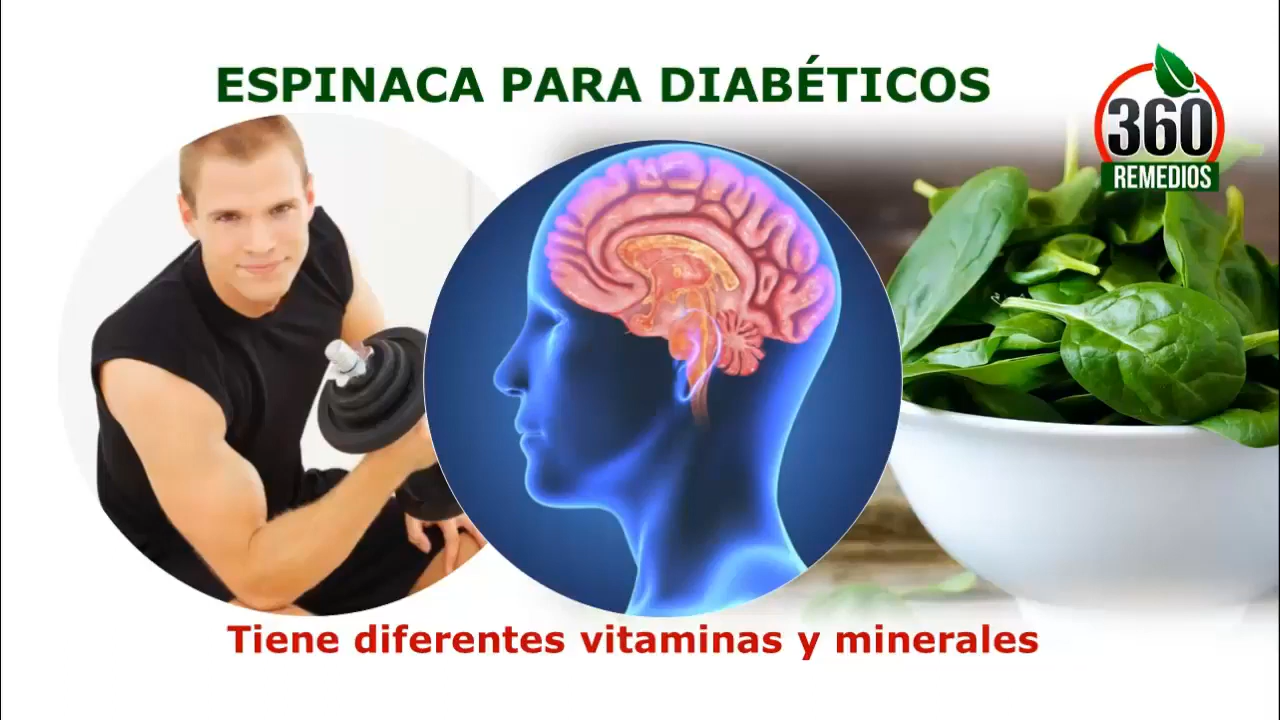 ESPINACA PARA DIABÉTICOS
360
REMEDIOS
Tiene diferentes vitaminas y minerales